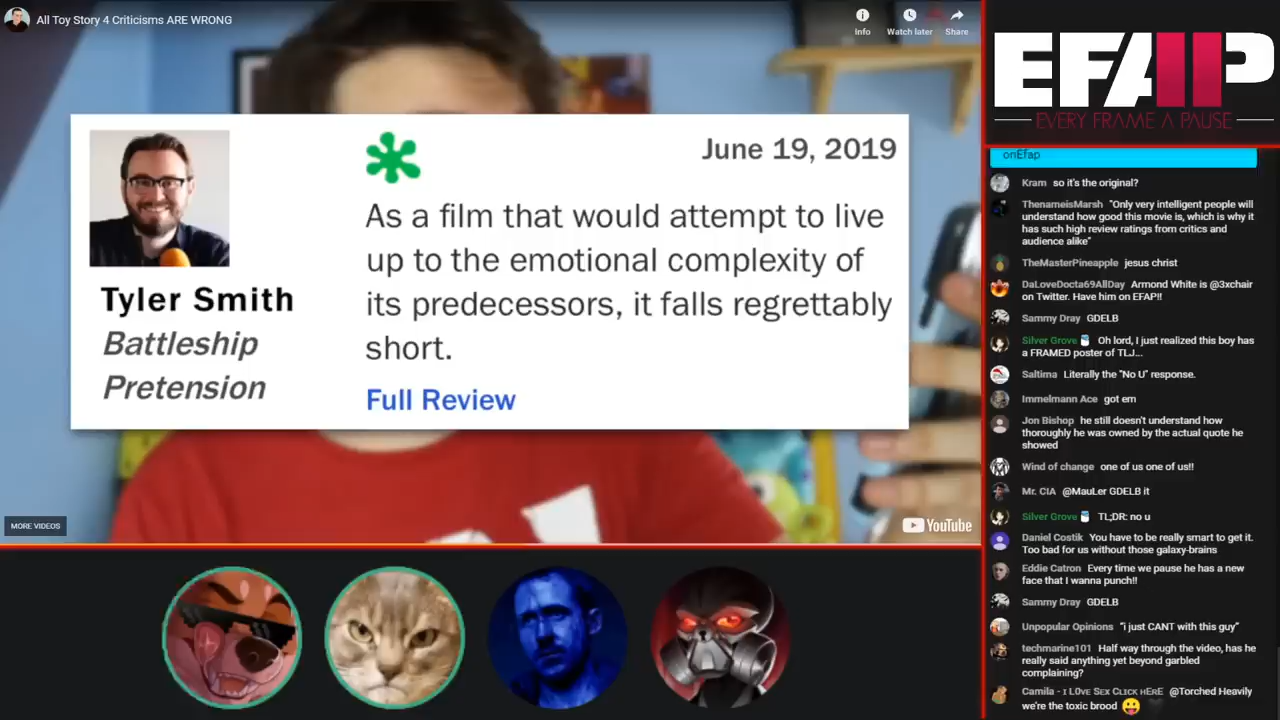 All Toy Story 4 Criticisms ARE WRONG
Info
Watch later
Share
June 19, 2019
As a film that would attempt to live
up to the emotional complexity of
its predecessors, it falls regrettably
short.
Full Review
Tyler Smith
Battleship
Pretension
MORE VIDEOS
YouTube
EFAP
EVERY FRAME A PAUSE
onEfap
Kram so it's the original?
ThenameisMarsh "Only very intelligent people will
understand how good this movie is, which is why it
has such high review ratings from critics and
audience alike"
TheMasterPineapple jesus christ
DaLoveDocta69AllDay Armond White is @3xchair
on Twitter. Have him on EFAP!!
Sammy Dray GDELB
Silver Grove Oh lord, I just realized this boy has
a FRAMED poster of TLJ...
Saltima Literally the "No U" response.
Immelmann Ace got em
Jon Bishop he still doesn't understand how
thoroughly he was owned by the actual quote he
showed
Wind of change one of us one of us!!
Mr. CIA @MauLer GDELB it
Silver Grove TL;DR: no u
Daniel Costik You have to be really smart to get it.
Too bad for us without those galaxy-brains
Eddie Catron Every time we pause he has a new
face that I wanna punch!!
Sammy Dray GDELB
Unpopular Opinions "i just CANT with this guy"
techmarine101 Half way through the video, has he
really said anything yet beyond garbled
complaining?
Camila - ɪ L0ᴠᴇ Sᴇx Cʟɪᴄᴋ ʜErᴇ @Torched Heavily
we're the toxic brood 😛 🖤